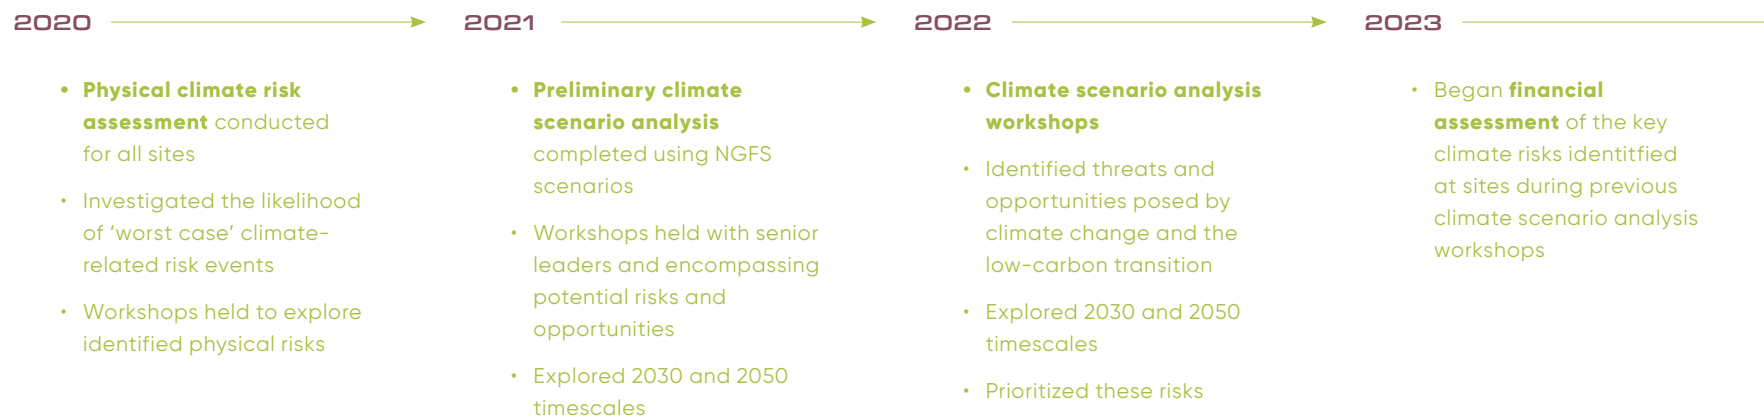 2020
• Physical climate risk
assessment conducted
for all sites
• Investigated the likelihood
of ‘worst case’ climate-
related risk events
• Workshops held to explore
identified physical risks
2021
• Preliminary climate
scenario analysis
completed using NGFS
scenarios
• Workshops held with senior
leaders and encompassing
potential risks and
opportunities
• Explored 2030 and 2050
timescales
2022
• Climate scenario analysis
workshops
• Identified threats and
opportunities posed by
climate change and the
low-carbon transition
• Explored 2030 and 2050
timescales
• Prioritized these risks
2023
• Began financial
assessment of the key
climate risks identitfied
at sites during previous
climate scenario analysis
workshops